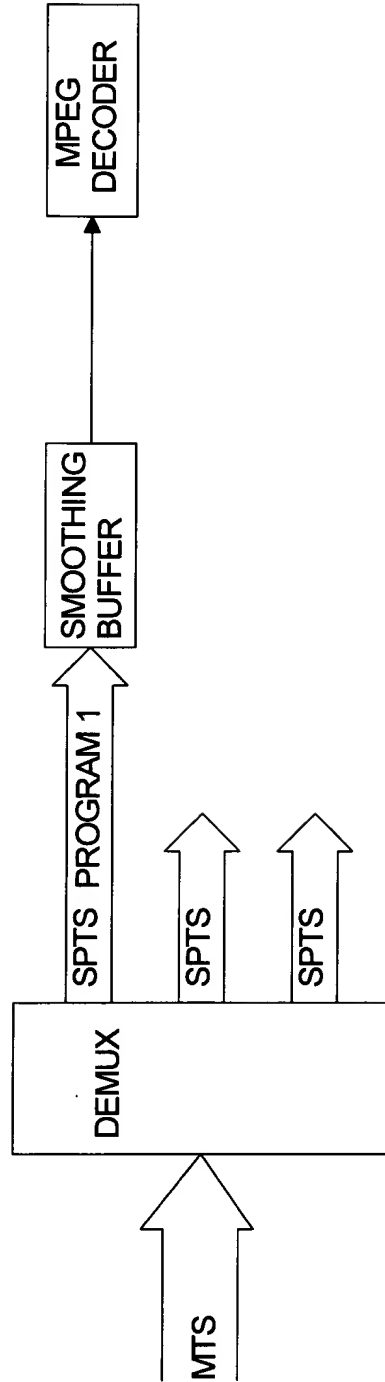 MTS
DEMUX
SPTS PROGRAM 1
SPTS
SPTS
SMOOTHING
BUFFER
MPEG
DECODER